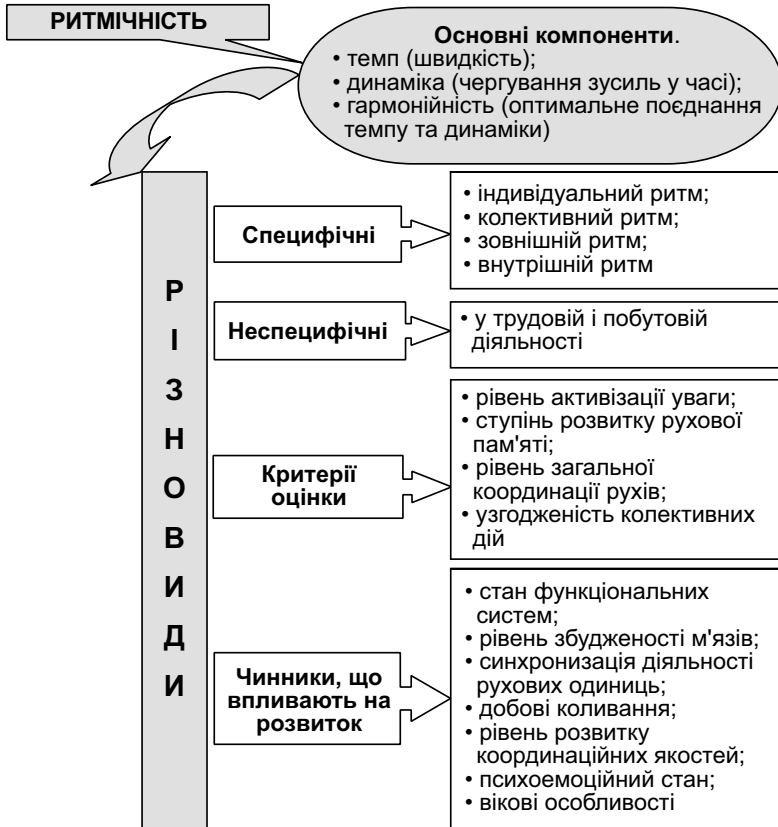 РИТМІЧНІСТЬ
Основні компоненти.
• темп (швидкість);
• динаміка (чергування зусиль у часі);
• гармонійність (оптимальне поєднання
темпу та динаміки)
Р
І
З
Н
О
В
И
Д
И
Специфічні
• індивідуальний ритм;
• колективний ритм;
• зовнішній ритм;
• внутрішній ритм
Неспецифічні
• у трудовій і побутовій
діяльності
Критерії
оцінки
• рівень активізації уваги;
• ступінь розвитку рухової
пам'яті;
• рівень загальної
координації рухів;
• узгодженість колективних
дій
Чинники, що
впливають на
розвиток
• стан функціональних
систем;
• рівень збудженості м'язів;
• синхронизація діяльності
рухових одиниць;
• добові коливання;
• рівень розвитку
координаційних якостей;
• психоемоційний стан;
• вікові особливості